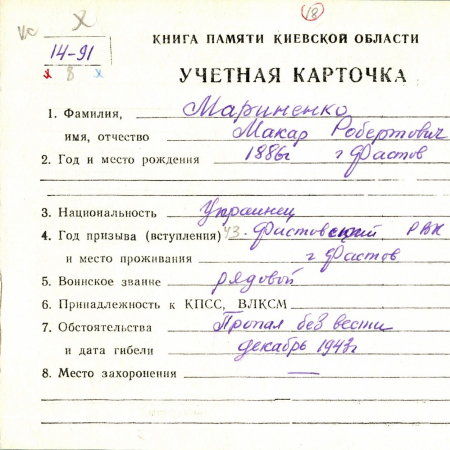 18
VC X
14-91
x 8 x
КНИГА ПАМЯТИ КИЕВСКОЙ ОБЛАСТИ
УЧЕТНАЯ КАРТОЧКА
1. Фамилия, Мариненко
имя, отчество Макар Робертович
2. Год и место рождения 1886г г Фастов
3. Национальность Украинец
4. Год призыва (вступления) 43. Фастовский РВК
и место проживания г Фастов
5. Воинское звание рядовой
6. Принадлежность к КПСС, ВЛКСМ
7. Обстоятельства Пропал без вести
и дата гибели декабрь 1943г
8. Место захоронения —